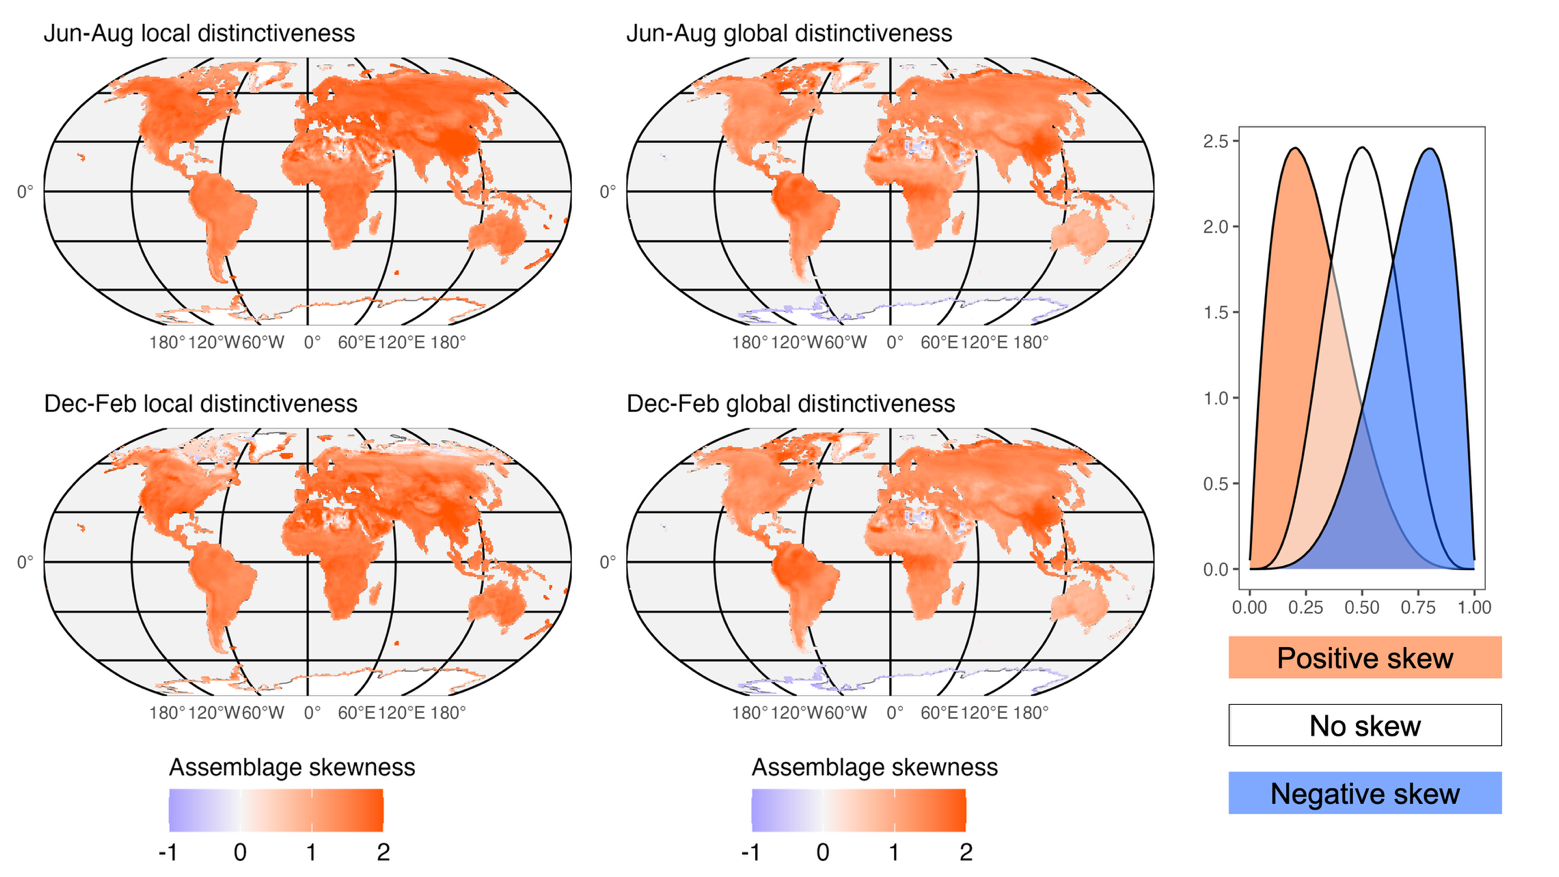 Jun-Aug local distinctiveness
0°
180° 120°W 60°W 0° 60°E 120°E 180°
Jun-Aug global distinctiveness
0°
180° 120°W 60°W 0° 60°E 120°E 180°
Dec-Feb local distinctiveness
0°
180° 120°W 60°W 0° 60°E 120°E 180°
Dec-Feb global distinctiveness
0°
180° 120°W 60°W 0° 60°E 120°E 180°
Assemblage skewness
-1 0 1 2
Assemblage skewness
-1 0 1 2
2.5
2.0
1.5
1.0
0.5
0.0
0.00 0.25 0.50 0.75 1.00
Positive skew
No skew
Negative skew